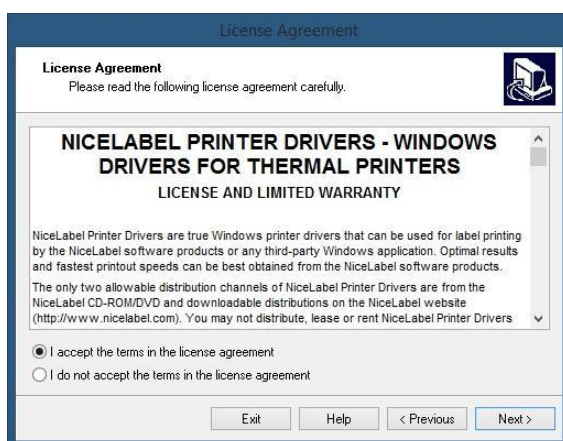 License Agreement
License Agreement
Please read the following license agreement carefully.
NICELABEL PRINTER DRIVERS - WINDOWS
DRIVERS FOR THERMAL PRINTERS
LICENSE AND LIMITED WARRANTY
NiceLabel Printer Drivers are true Windows printer drivers that can be used for label printing
by the NiceLabel software products or any third-party Windows application. Optimal results
and fastest printout speeds can be best obtained from the NiceLabel software products.
The only two allowable distribution channels of NiceLabel Printer Drivers are from the
NiceLabel CD-ROM/DVD and downloadable distributions on the NiceLabel website
(http://www.nicelabel.com). You may not distribute, lease or rent NiceLabel Printer Drivers
I accept the terms in the license agreement
I do not accept the terms in the license agreement
Exit Help < Previous Next >